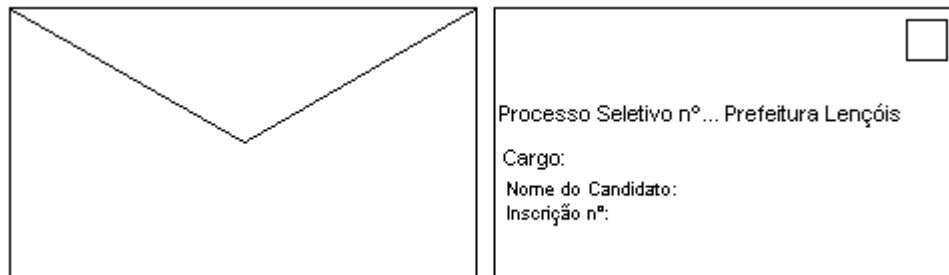 Processo Seletivo nº... Prefeitura Lençóis
Cargo:
Nome do Candidato:
Inscrição nº: